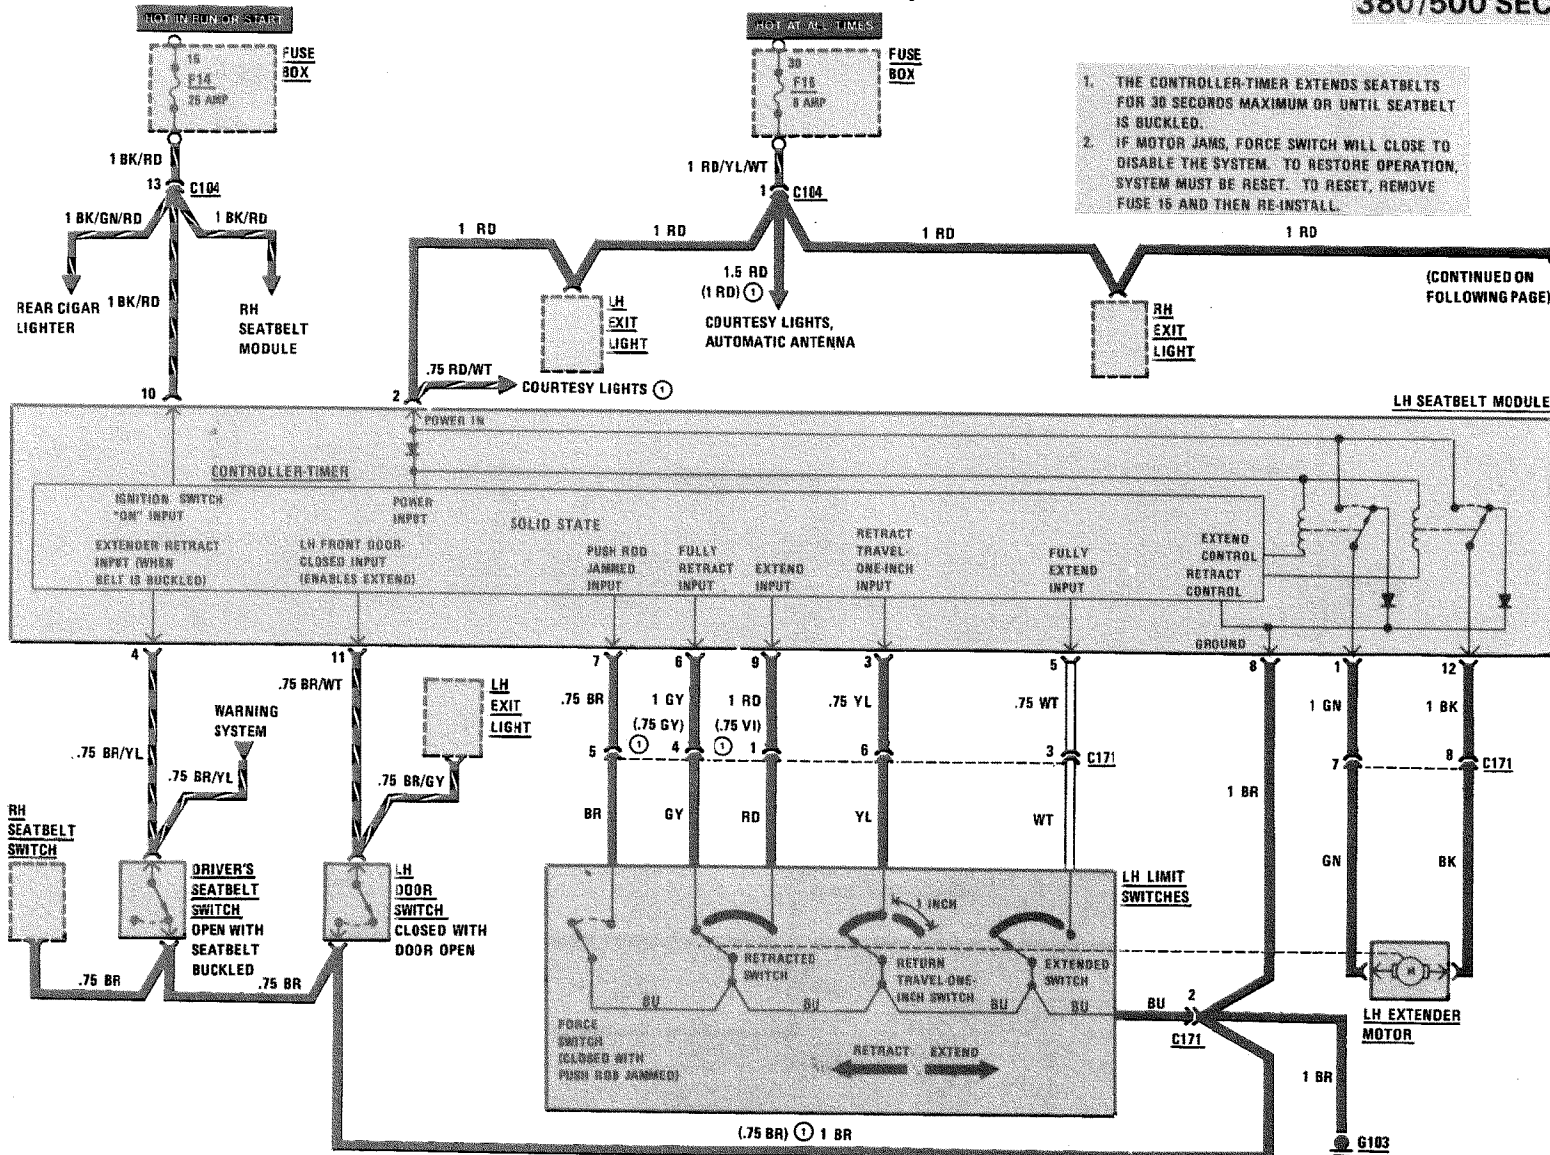 380/500 SEC
HOT IN RUN OR START
HOT AT ALL TIMES
15
F14
25 AMP
FUSE
BOX
30
F15
8 AMP
FUSE
BOX
1. THE CONTROLLER-TIMER EXTENDS SEATBELTS
FOR 30 SECONDS MAXIMUM OR UNTIL SEATBELT
IS BUCKLED.
2. IF MOTOR JAMS, FORCE SWITCH WILL CLOSE TO
DISABLE THE SYSTEM. TO RESTORE OPERATION,
SYSTEM MUST BE RESET. TO RESET, REMOVE
FUSE 15 AND THEN RE-INSTALL.
1 BK/RD
13
C104
1 BK/GN/RD
1 BK/RD
1 RD/YL/WT
1
C104
1 RD
1 RD
1 RD
1 RD
REAR CIGAR
LIGHTER
1 BK/RD
RH
SEATBELT
MODULE
LH
EXIT
LIGHT
1.5 RD
(1 RD) ①
COURTESY LIGHTS,
AUTOMATIC ANTENNA
RH
EXIT
LIGHT
(CONTINUED ON
FOLLOWING PAGE)
.75 RD/WT
COURTESY LIGHTS ①
10
2
LH SEATBELT MODULE
POWER IN
CONTROLLER-TIMER
IGNITION SWITCH
"ON" INPUT
POWER
INPUT
SOLID STATE
EXTENDER RETRACT
INPUT (WHEN
BELT IS BUCKLED)
LH FRONT DOOR-
CLOSED INPUT
(ENABLES EXTEND)
PUSH ROD
JAMMED
INPUT
FULLY
RETRACT
INPUT
EXTEND
INPUT
RETRACT
TRAVEL-
ONE-INCH
INPUT
FULLY
EXTEND
INPUT
EXTEND
CONTROL
RETRACT
CONTROL
GROUND
4
11
7
6
9
3
5
8
1
12
.75 BR/YL
WARNING
SYSTEM
.75 BR/YL
.75 BR/WT
LH
EXIT
LIGHT
.75 BR/GY
.75 BR
1 GY
(.75 GY)
①
1 RD
(.75 VI)
①
.75 YL
.75 WT
1 GN
1 BK
5
4
1
6
3
C171
7
8
C171
1 BR
BR
GY
RD
YL
WT
GN
BK
RH
SEATBELT
SWITCH
DRIVER'S
SEATBELT
SWITCH
OPEN WITH
SEATBELT
BUCKLED
LH
DOOR
SWITCH
CLOSED WITH
DOOR OPEN
.75 BR
.75 BR
LH LIMIT
SWITCHES
1 INCH
RETRACTED
SWITCH
RETURN
TRAVEL-ONE-
INCH SWITCH
EXTENDED
SWITCH
BU
BU
BU
BU
FORCE
SWITCH
(CLOSED WITH
PUSH ROD JAMMED)
RETRACT
EXTEND
BU
2
C171
M
LH EXTENDER
MOTOR
1 BR
(.75 BR) ① 1 BR
G103